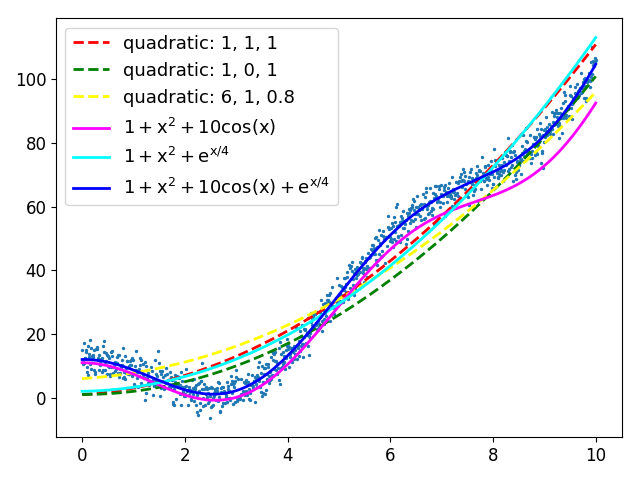 quadratic: 1, 1, 1
quadratic: 1, 0, 1
quadratic: 6, 1, 0.8
1 + x² + 10cos(x)
1 + x² + e^{x/4}
1 + x² + 10cos(x) + e^{x/4}
100
80
60
40
20
0
0 2 4 6 8 10